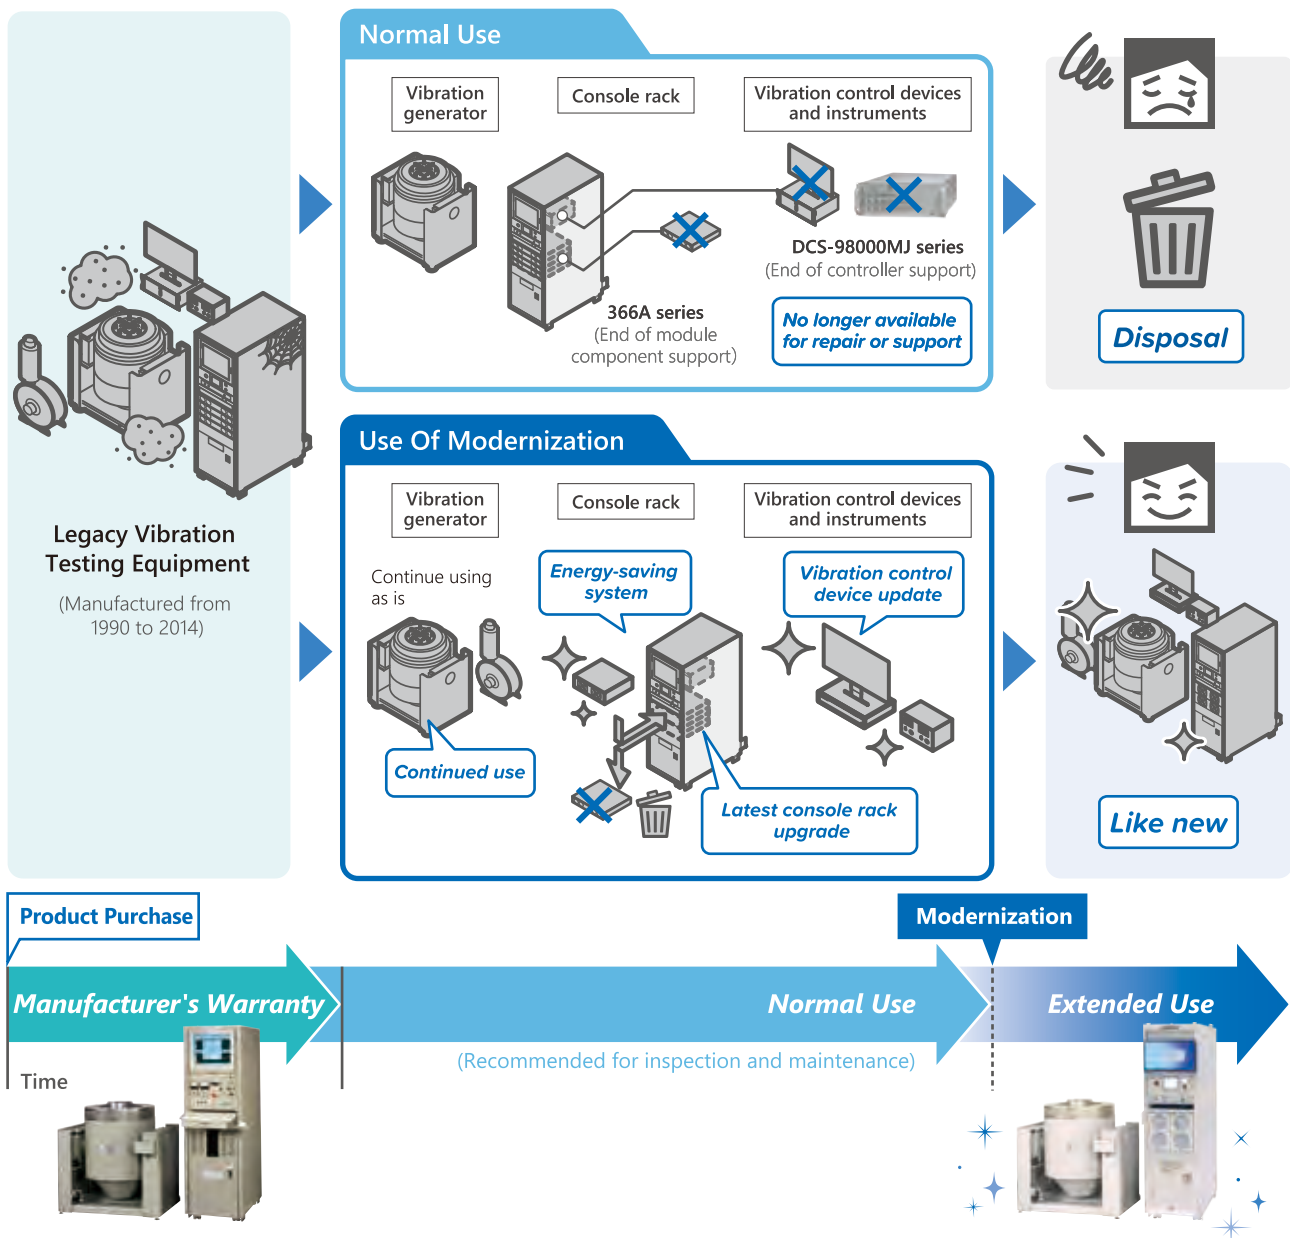 Normal Use
Vibration
generator
Console rack
Vibration control devices
and instruments
DCS-98000MJ series
(End of controller support)
366A series
(End of module
component support)
No longer available
for repair or support
Disposal
Legacy Vibration
Testing Equipment
(Manufactured from
1990 to 2014)
Use Of Modernization
Vibration
generator
Console rack
Vibration control devices
and instruments
Continue using
as is
Energy-saving
system
Vibration control
device update
Continued use
Latest console rack
upgrade
Like new
Product Purchase
Modernization
Manufacturer's Warranty
Normal Use
Extended Use
(Recommended for inspection and maintenance)
Time